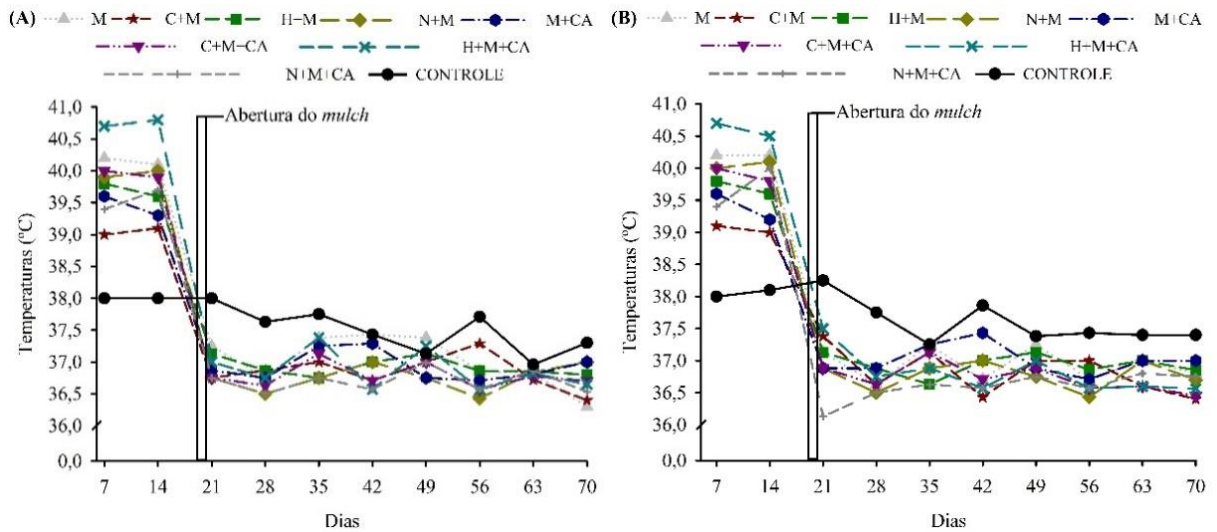 (A) M C+M H−M N+M M+CA
C+M−CA H+M+CA
N+M+CA CONTROLE
Abertura do mulch
Temperaturas (ºC)
41,0
40,5
40,0
39,5
39,0
38,5
38,0
37,5
37,0
36,5
36,0
0,0
7 14 21 28 35 42 49 56 63 70
Dias
(B) M C+M H+M N+M M+CA
C+M+CA H+M+CA
N+M+CA CONTROLE
Abertura do mulch
Temperaturas (ºC)
41,0
40,5
40,0
39,5
39,0
38,5
38,0
37,5
37,0
36,5
36,0
0,0
7 14 21 28 35 42 49 56 63 70
Dias